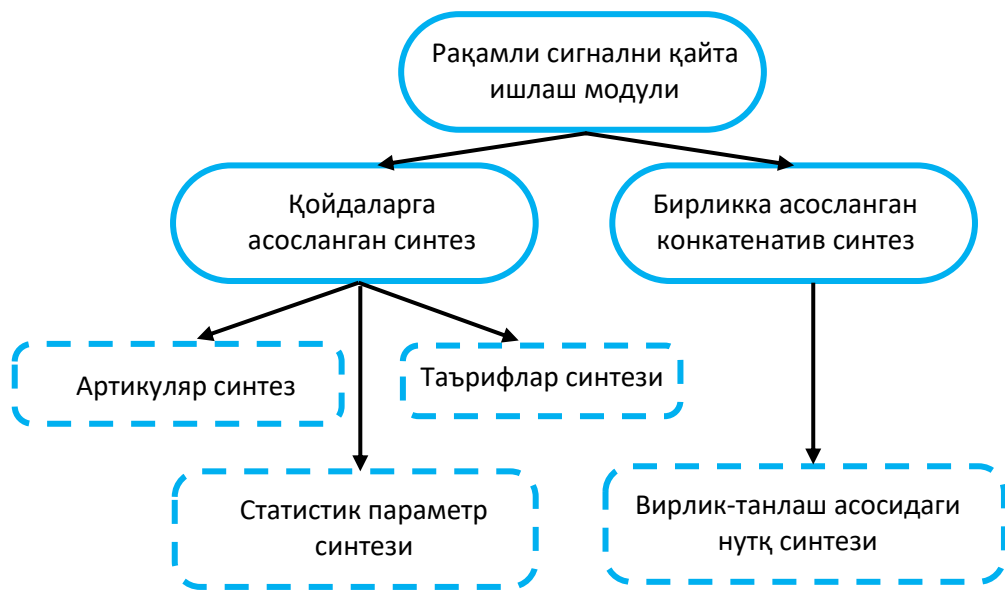 Рақамли сигнални қайта
ишлаш модули
Қойдаларга
асосланган синтез
Бирликка асосланган
конкатенатив синтез
Артикуляр синтез
Таърифлар синтези
Статистик параметр
синтези
Вирлик-танлаш асосидаги
нутқ синтези